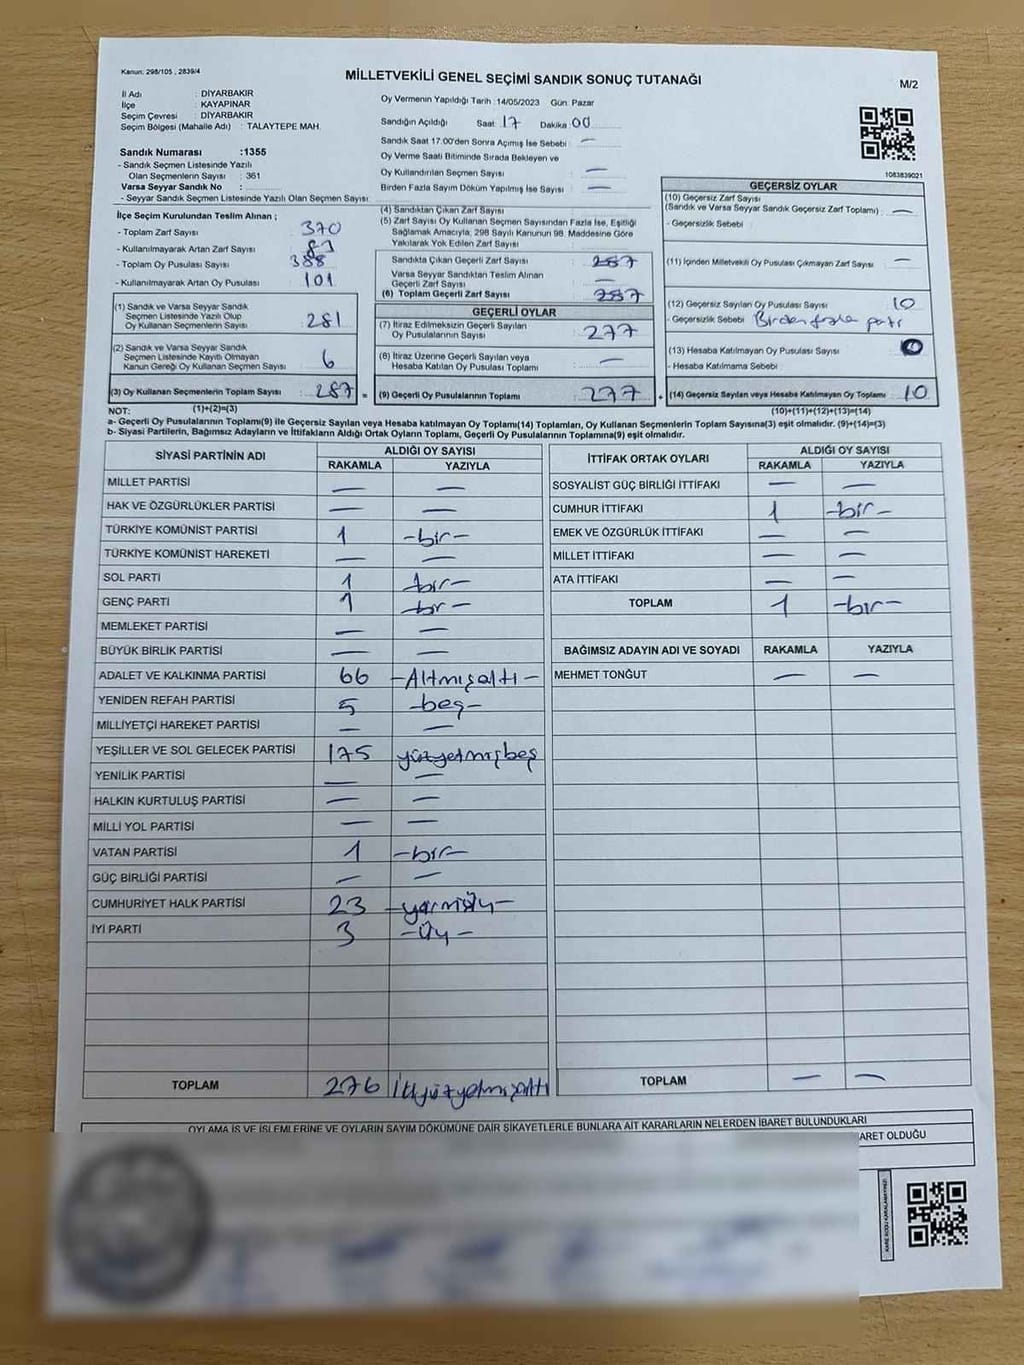 Kanun: 298/105 , 2839/4
MİLLETVEKİLİ GENEL SEÇİMİ SANDIK SONUÇ TUTANAĞI
M/2
İl Adı : DİYARBAKIR
İlçe : KAYAPINAR
Seçim Çevresi : DİYARBAKIR
Seçim Bölgesi (Mahalle Adı) : TALAYTEPE MAH.
Sandık Numarası :1355
- Sandık Seçmen Listesinde Yazılı
Olan Seçmenlerin Sayısı : 361
Varsa Seyyar Sandık No :
- Seyyar Sandık Seçmen Listesinde Yazılı Olan Seçmen Sayısı
Oy Vermenin Yapıldığı Tarih :14/05/2023 Gün: Pazar
Sandığın Açıldığı Saat 17 Dakika 00
Sandık Saat 17.00'den Sonra Açımış İse Sebebi —
Oy Verme Saati Bitiminde Sırada Bekleyen ve
Oy Kullandırılan Seçmen Sayısı —
Birden Fazla Sayım Döküm Yapılmış İse Sayısı —
1083839021
İlçe Seçim Kurulundan Teslim Alınan ;
- Toplam Zarf Sayısı 370
- Kullanılmayarak Artan Zarf Sayısı 83
- Toplam Oy Pusulası Sayısı 388
- Kullanılmayarak Artan Oy Pusulası 101
(1) Sandık ve Varsa Seyyar Sandık
Seçmen Listesinde Yazılı Olup
Oy Kullanan Seçmenlerin Sayısı 281
(2) Sandık ve Varsa Seyyar Sandık
Seçmen Listesinde Kayıtlı Olmayan
Kanun Gereği Oy Kullanan Seçmen Sayısı 6
(3) Oy Kullanan Seçmenlerin Toplam Sayısı 287 =
(4) Sandıktan Çıkan Zarf Sayısı
(5) Zarf Sayısı Oy Kullanan Seçmen Sayısından Fazla İse, Eşitliği
Sağlamak Amacıyla; 298 Sayılı Kanunun 98. Maddesine Göre
Yakılarak Yok Edilen Zarf Sayısı
Sandıkta Çıkan Geçerli Zarf Sayısı 287
Varsa Seyyar Sandıktan Teslim Alınan
Geçerli Zarf Sayısı —
(6) Toplam Geçerli Zarf Sayısı 287
GEÇERLİ OYLAR
(7) İtiraz Edilmeksizin Geçerli Sayılan
Oy Pusulalarının Sayısı 277
(8) İtiraz Üzerine Geçerli Sayılan veya
Hesaba Katılan Oy Pusulası Toplamı —
(9) Geçerli Oy Pusulalarının Toplamı 277 +
GEÇERSİZ OYLAR
(10) Geçersiz Zarf Sayısı
(Sandık ve Varsa Seyyar Sandık Geçersiz Zarf Toplamı) —
- Geçersizlik Sebebi
(11) İçinden Milletvekili Oy Pusulası Çıkmayan Zarf Sayısı —
(12) Geçersiz Sayılan Oy Pusulası Sayısı 10
- Geçersizlik Sebebi Birden fazla parti
(13) Hesaba Katılmayan Oy Pusulası Sayısı
- Hesaba Katılmama Sebebi
(14) Geçersiz Sayılan veya Hesaba Katılmayan Oy Toplamı 10
NOT: (1)+(2)=(3) (10)+(11)+(12)+(13)=(14)
a- Geçerli Oy Pusulalarının Toplamı(9) ile Geçersiz Sayılan veya Hesaba katılmayan Oy Toplamı(14) Toplamları, Oy Kullanan Seçmenlerin Toplam Sayısına(3) eşit olmalıdır. (9)+(14)=(3)
b- Siyasi Partilerin, Bağımsız Adayların ve İttifakların Aldığı Ortak Oyların Toplamı, Geçerli Oy Pusulalarının Toplamına(9) eşit olmalıdır.
SİYASİ PARTİNİN ADI ALDIĞI OY SAYISI
RAKAMLA YAZIYLA
MİLLET PARTİSİ — —
HAK VE ÖZGÜRLÜKLER PARTİSİ — —
TÜRKİYE KOMÜNİST PARTİSİ 1 -bir-
TÜRKİYE KOMÜNİST HAREKETİ — —
SOL PARTİ 1 -bir-
GENÇ PARTİ 1 -bir-
MEMLEKET PARTİSİ — —
BÜYÜK BİRLİK PARTİSİ — —
ADALET VE KALKINMA PARTİSİ 66 -Altmışaltı-
YENİDEN REFAH PARTİSİ 5 -beş-
MİLLİYETÇİ HAREKET PARTİSİ — —
YEŞİLLER VE SOL GELECEK PARTİSİ 175 yüzyetmişbeş
YENİLİK PARTİSİ — —
HALKIN KURTULUŞ PARTİSİ — —
MİLLİ YOL PARTİSİ — —
VATAN PARTİSİ 1 -bir-
GÜÇ BİRLİĞİ PARTİSİ — —
CUMHURİYET HALK PARTİSİ 23 -yirmiüç-
İYİ PARTİ 3 -üç-
TOPLAM 276 İkiyüzyetmişaltı
İTTİFAK ORTAK OYLARI ALDIĞI OY SAYISI
RAKAMLA YAZIYLA
SOSYALİST GÜÇ BİRLİĞİ İTTİFAKI — —
CUMHUR İTTİFAKI 1 -bir-
EMEK VE ÖZGÜRLÜK İTTİFAKI — —
MİLLET İTTİFAKI — —
ATA İTTİFAKI — —
TOPLAM 1 -bir-
BAĞIMSIZ ADAYIN ADI VE SOYADI RAKAMLA YAZIYLA
MEHMET TONĞUT — —
TOPLAM — —
OYLAMA İŞ VE İŞLEMLERİNE VE OYLARIN SAYIM DÖKÜMÜNE DAİR ŞİKAYETLERLE BUNLARA AİT KARARLARIN NELERDEN İBARET BULUNDUKLARI
ARET OLDUĞU
KARE KODU KARALAMAYINIZ!